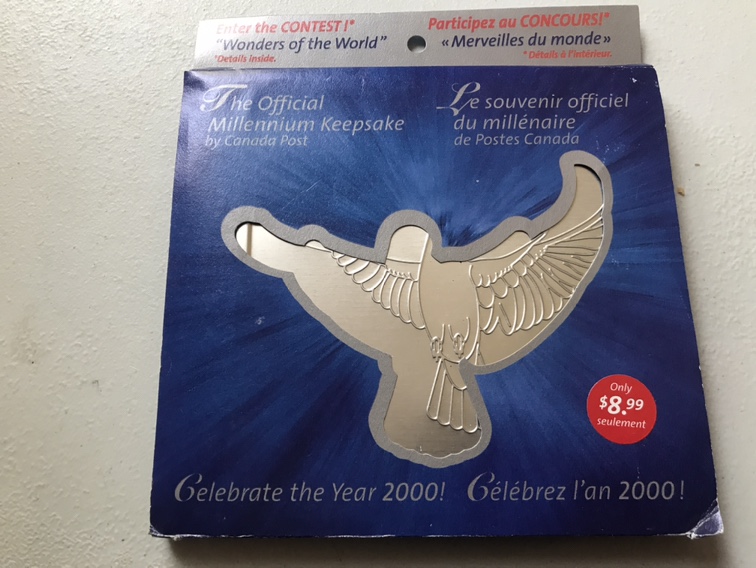 Enter the CONTEST!*
"Wonders of the World"
*Details inside.
Participez au CONCOURS!*
«Merveilles du monde»
*Détails à l'intérieur.
The Official
Millennium Keepsake
by Canada Post
Le souvenir officiel
du millénaire
de Postes Canada
Only
$8.99
seulement
Celebrate the Year 2000!
Célébrez l'an 2000!